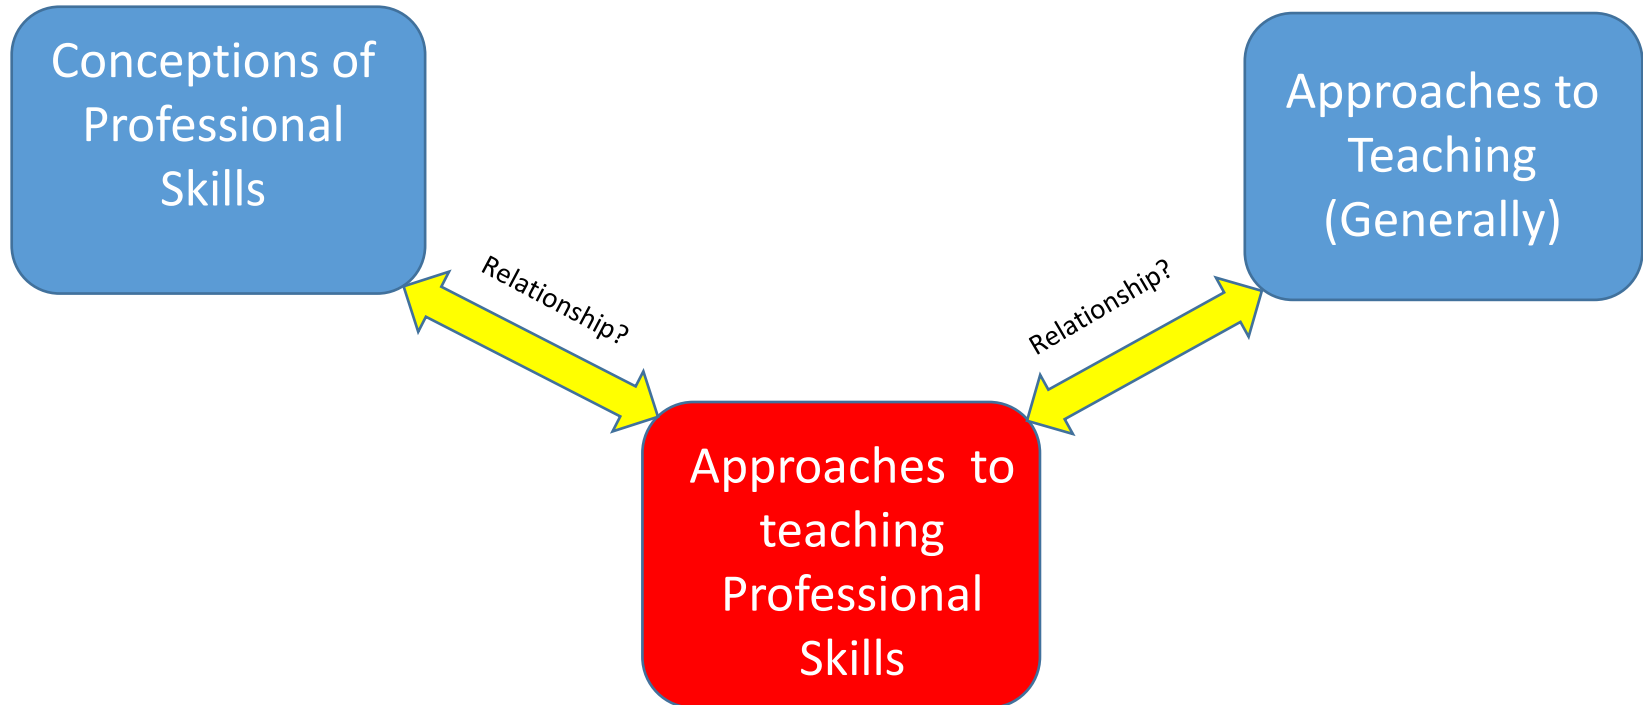 Conceptions of
Professional
Skills
Approaches to
Teaching
(Generally)
Relationship?
Relationship?
Approaches  to
teaching
Professional
Skills